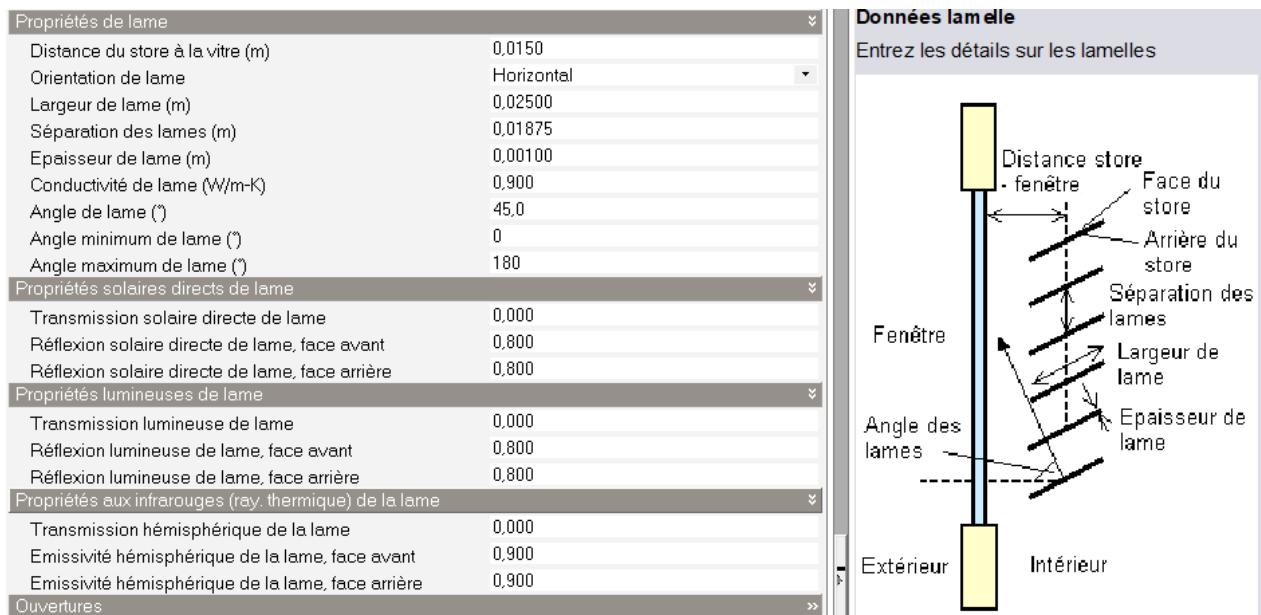 Propriétés de lame
Distance du store à la vitre (m) 0,0150
Orientation de lame Horizontal
Largeur de lame (m) 0,02500
Séparation des lames (m) 0,01875
Epaisseur de lame (m) 0,00100
Conductivité de lame (W/m-K) 0,900
Angle de lame (°) 45,0
Angle minimum de lame (°) 0
Angle maximum de lame (°) 180
Propriétés solaires directs de lame
Transmission solaire directe de lame 0,000
Réflexion solaire directe de lame, face avant 0,800
Réflexion solaire directe de lame, face arrière 0,800
Propriétés lumineuses de lame
Transmission lumineuse de lame 0,000
Réflexion lumineuse de lame, face avant 0,800
Réflexion lumineuse de lame, face arrière 0,800
Propriétés aux infrarouges (ray. thermique) de la lame
Transmission hémisphérique de la lame 0,000
Emissivité hémisphérique de la lame, face avant 0,900
Emissivité hémisphérique de la lame, face arrière 0,900
Ouvertures
Données lamelle
Entrez les détails sur les lamelles
Distance store
- fenêtre
Face du
store
Arrière du
store
Séparation des
lames
Fenêtre
Largeur de
lame
Epaisseur de
lame
Angle des
lames
Extérieur
Intérieur